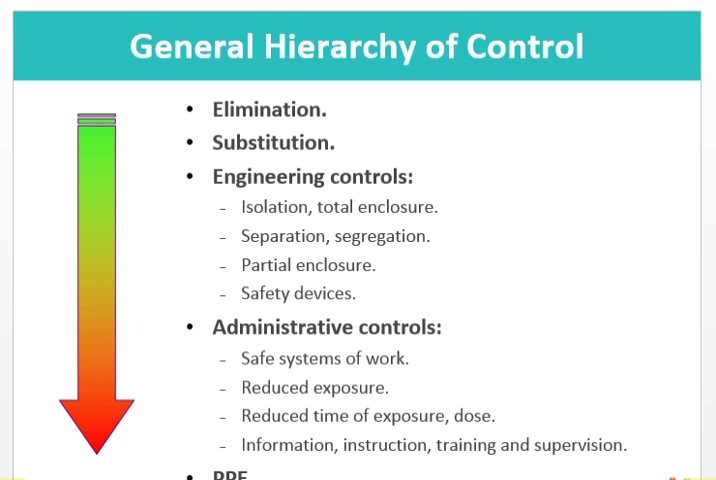 General Hierarchy of Control
• Elimination.
• Substitution.
• Engineering controls:
– Isolation, total enclosure.
– Separation, segregation.
– Partial enclosure.
– Safety devices.
• Administrative controls:
– Safe systems of work.
– Reduced exposure.
– Reduced time of exposure, dose.
– Information, instruction, training and supervision.
• PPE